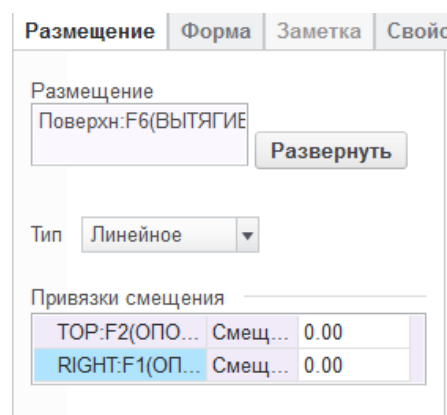 Размещение Форма Заметка Свойс
Размещение
Поверхн:F6(ВЫТЯГИВ
Развернуть
Тип Линейное
Привязки смещения
TOP:F2(ОПО... Смещ... 0.00
RIGHT:F1(ОП... Смещ... 0.00